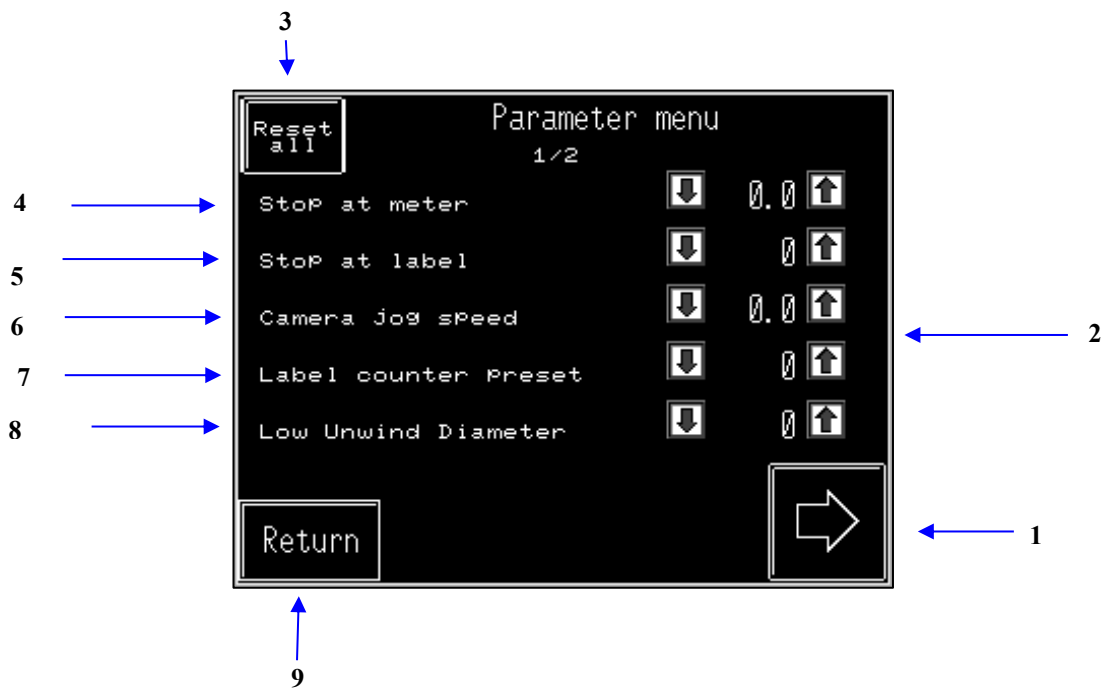 3
Reset all
Parameter menu
1/2
4
Stop at meter 0.0
5
Stop at label 0
6
Camera jog speed 0.0
2
7
Label counter Preset 0
8
Low Unwind Diameter 0
Return
1
9